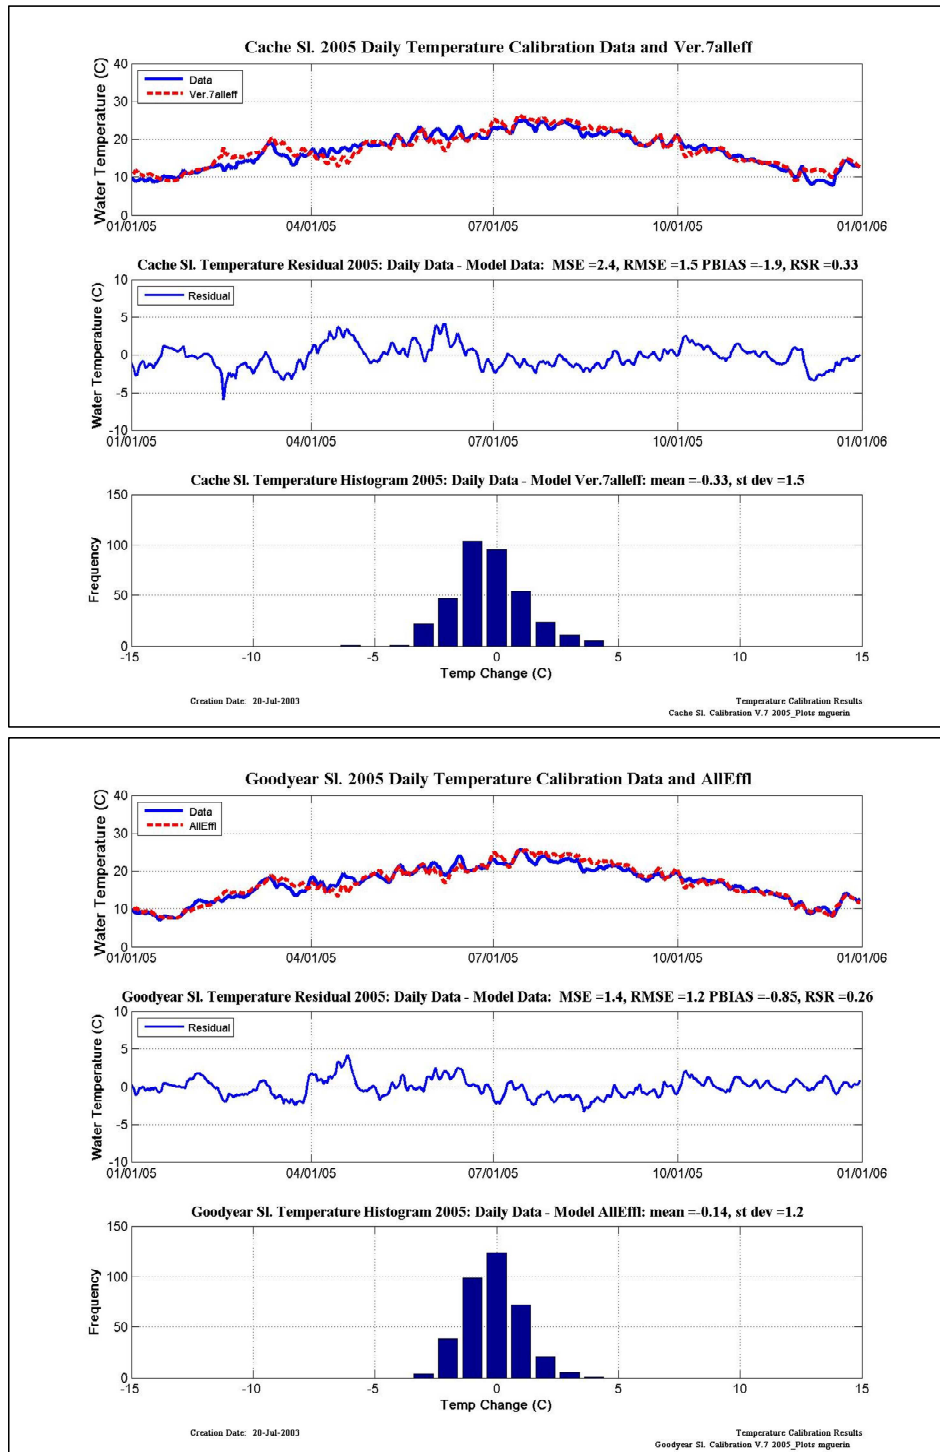 Cache Sl. 2005 Daily Temperature Calibration Data and Ver.7alleff
Water Temperature (C)
40
30
20
10
0
Data
Ver.7alleff
01/01/05 04/01/05 07/01/05 10/01/05 01/01/06
Cache Sl. Temperature Residual 2005: Daily Data - Model Data: MSE =2.4, RMSE =1.5 PBIAS =-1.9, RSR =0.33
Water Temperature (C)
10
5
0
-5
-10
Residual
01/01/05 04/01/05 07/01/05 10/01/05 01/01/06
Cache Sl. Temperature Histogram 2005: Daily Data - Model Ver.7alleff: mean =-0.33, st dev =1.5
Frequency
150
100
50
0
-15 -10 -5 0 5 10 15
Temp Change (C)
Creation Date: 20-Jul-2003
Temperature Calibration Results
Cache Sl. Calibration V.7 2005_Plots mguerin
Goodyear Sl. 2005 Daily Temperature Calibration Data and AllEffl
Water Temperature (C)
40
30
20
10
0
Data
AllEffl
01/01/05 04/01/05 07/01/05 10/01/05 01/01/06
Goodyear Sl. Temperature Residual 2005: Daily Data - Model Data: MSE =1.4, RMSE =1.2 PBIAS =-0.85, RSR =0.26
Water Temperature (C)
10
5
0
-5
-10
Residual
01/01/05 04/01/05 07/01/05 10/01/05 01/01/06
Goodyear Sl. Temperature Histogram 2005: Daily Data - Model AllEffl: mean =-0.14, st dev =1.2
Frequency
150
100
50
0
-15 -10 -5 0 5 10 15
Temp Change (C)
Creation Date: 20-Jul-2003
Temperature Calibration Results
Goodyear Sl. Calibration V.7 2005_Plots mguerin